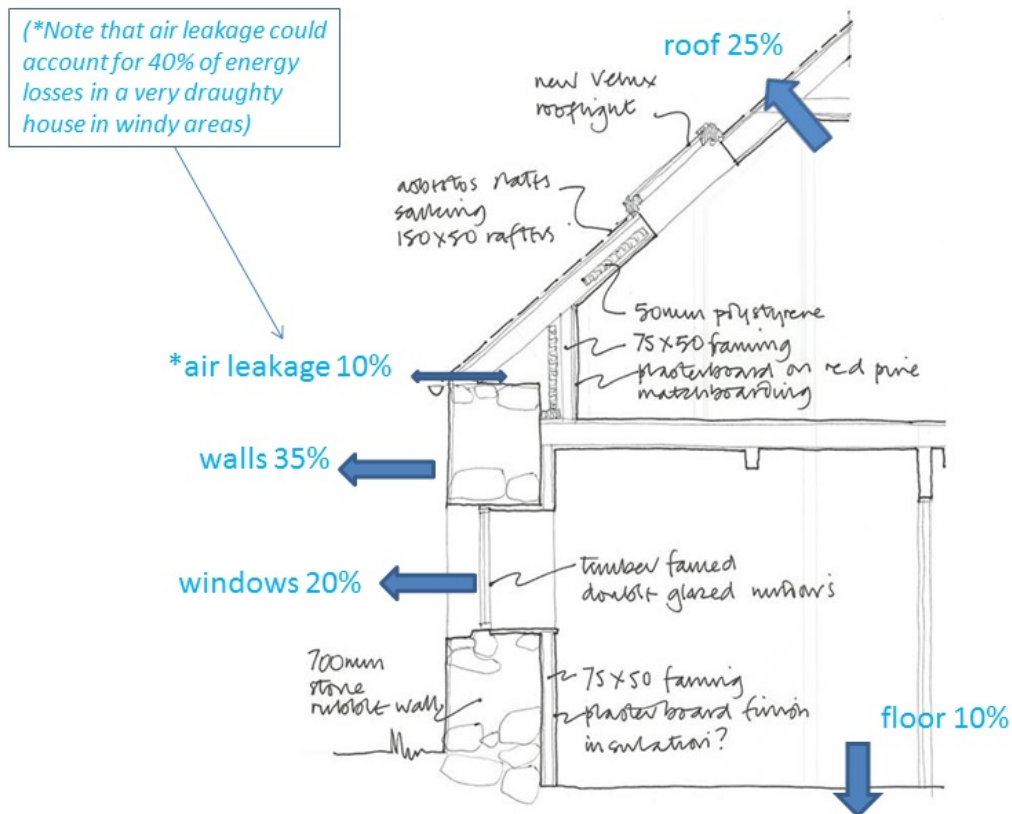 (*Note that air leakage could
account for 40% of energy
losses in a very draughty
house in windy areas)
roof 25%
new Velux
rooflight
asbestos slates
sarking
150x50 rafters
50mm polystyrene
75x50 framing
plasterboard on red pine
matchboarding
*air leakage 10%
walls 35%
windows 20%
timber framed
double glazed windows
700mm
stone
rubble wall
75x50 framing
plasterboard finish
insulation?
floor 10%